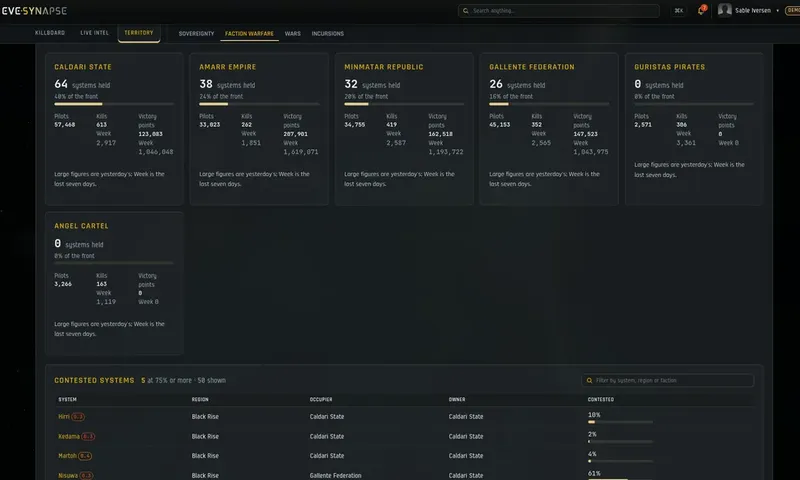 EVE·SYNAPSE
Search anything...
⌘K
7
Sable Iversen
DEMO
KILLBOARD LIVE INTEL TERRITORY SOVEREIGNTY FACTION WARFARE WARS INCURSIONS
CALDARI STATE
64 systems held
40% of the front
Pilots
57,468
Kills
613
Week
2,917
Victory points
123,083
Week
1,046,048
Large figures are yesterday's; Week is the
last seven days.
AMARR EMPIRE
38 systems held
24% of the front
Pilots
33,823
Kills
262
Week
1,851
Victory points
207,901
Week
1,619,071
Large figures are yesterday's; Week is the
last seven days.
MINMATAR REPUBLIC
32 systems held
20% of the front
Pilots
34,755
Kills
419
Week
2,587
Victory points
162,518
Week
1,193,722
Large figures are yesterday's; Week is the
last seven days.
GALLENTE FEDERATION
26 systems held
16% of the front
Pilots
45,153
Kills
352
Week
2,565
Victory points
147,523
Week
1,043,975
Large figures are yesterday's; Week is the
last seven days.
GURISTAS PIRATES
0 systems held
0% of the front
Pilots
2,571
Kills
306
Week
3,361
Victory points
0
Week 0
Large figures are yesterday's; Week is the
last seven days.
ANGEL CARTEL
0 systems held
0% of the front
Pilots
3,266
Kills
163
Week
1,119
Victory points
0
Week 0
Large figures are yesterday's; Week is the
last seven days.
CONTESTED SYSTEMS 5 at 75% or more · 50 shown
Filter by system, region or faction
SYSTEM REGION OCCUPIER OWNER CONTESTED
Hirri Black Rise Caldari State Caldari State 10%
Kedama Black Rise Caldari State Caldari State 2%
Martoh 0.4 Black Rise Caldari State Caldari State 4%
Nisuwa Black Rise Gallente Federation Caldari State 61%